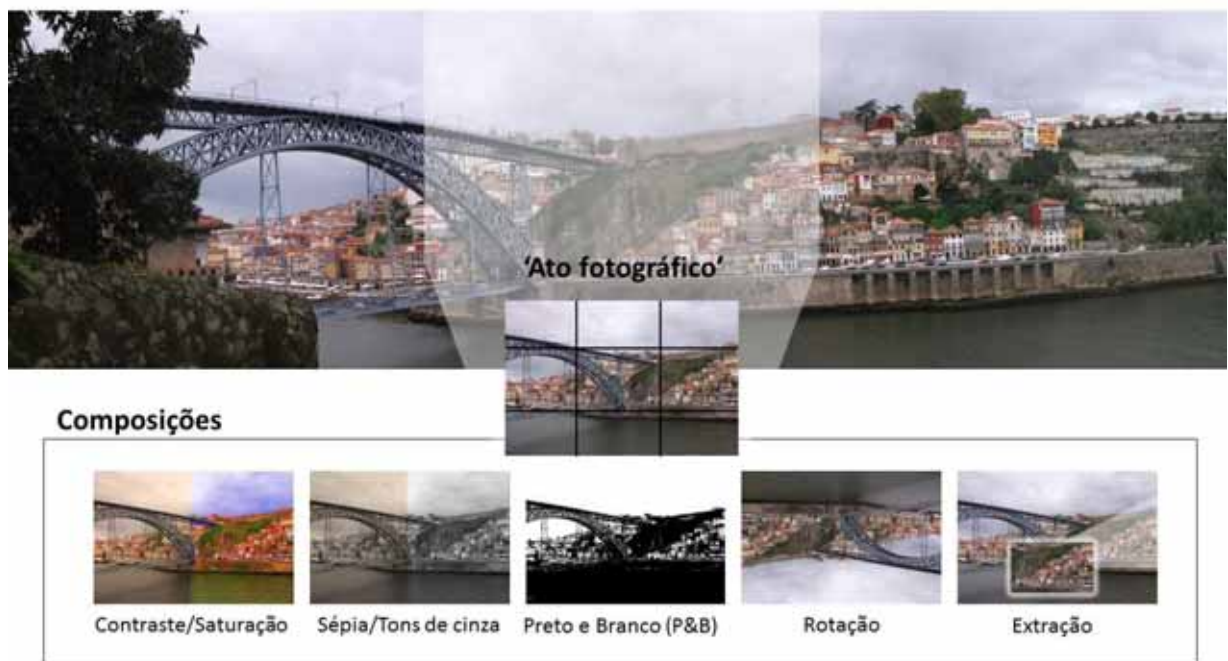 ‘Ato fotográfico‘
Composições
Contraste/Saturação
Sépia/Tons de cinza
Preto e Branco (P&B)
Rotação
Extração